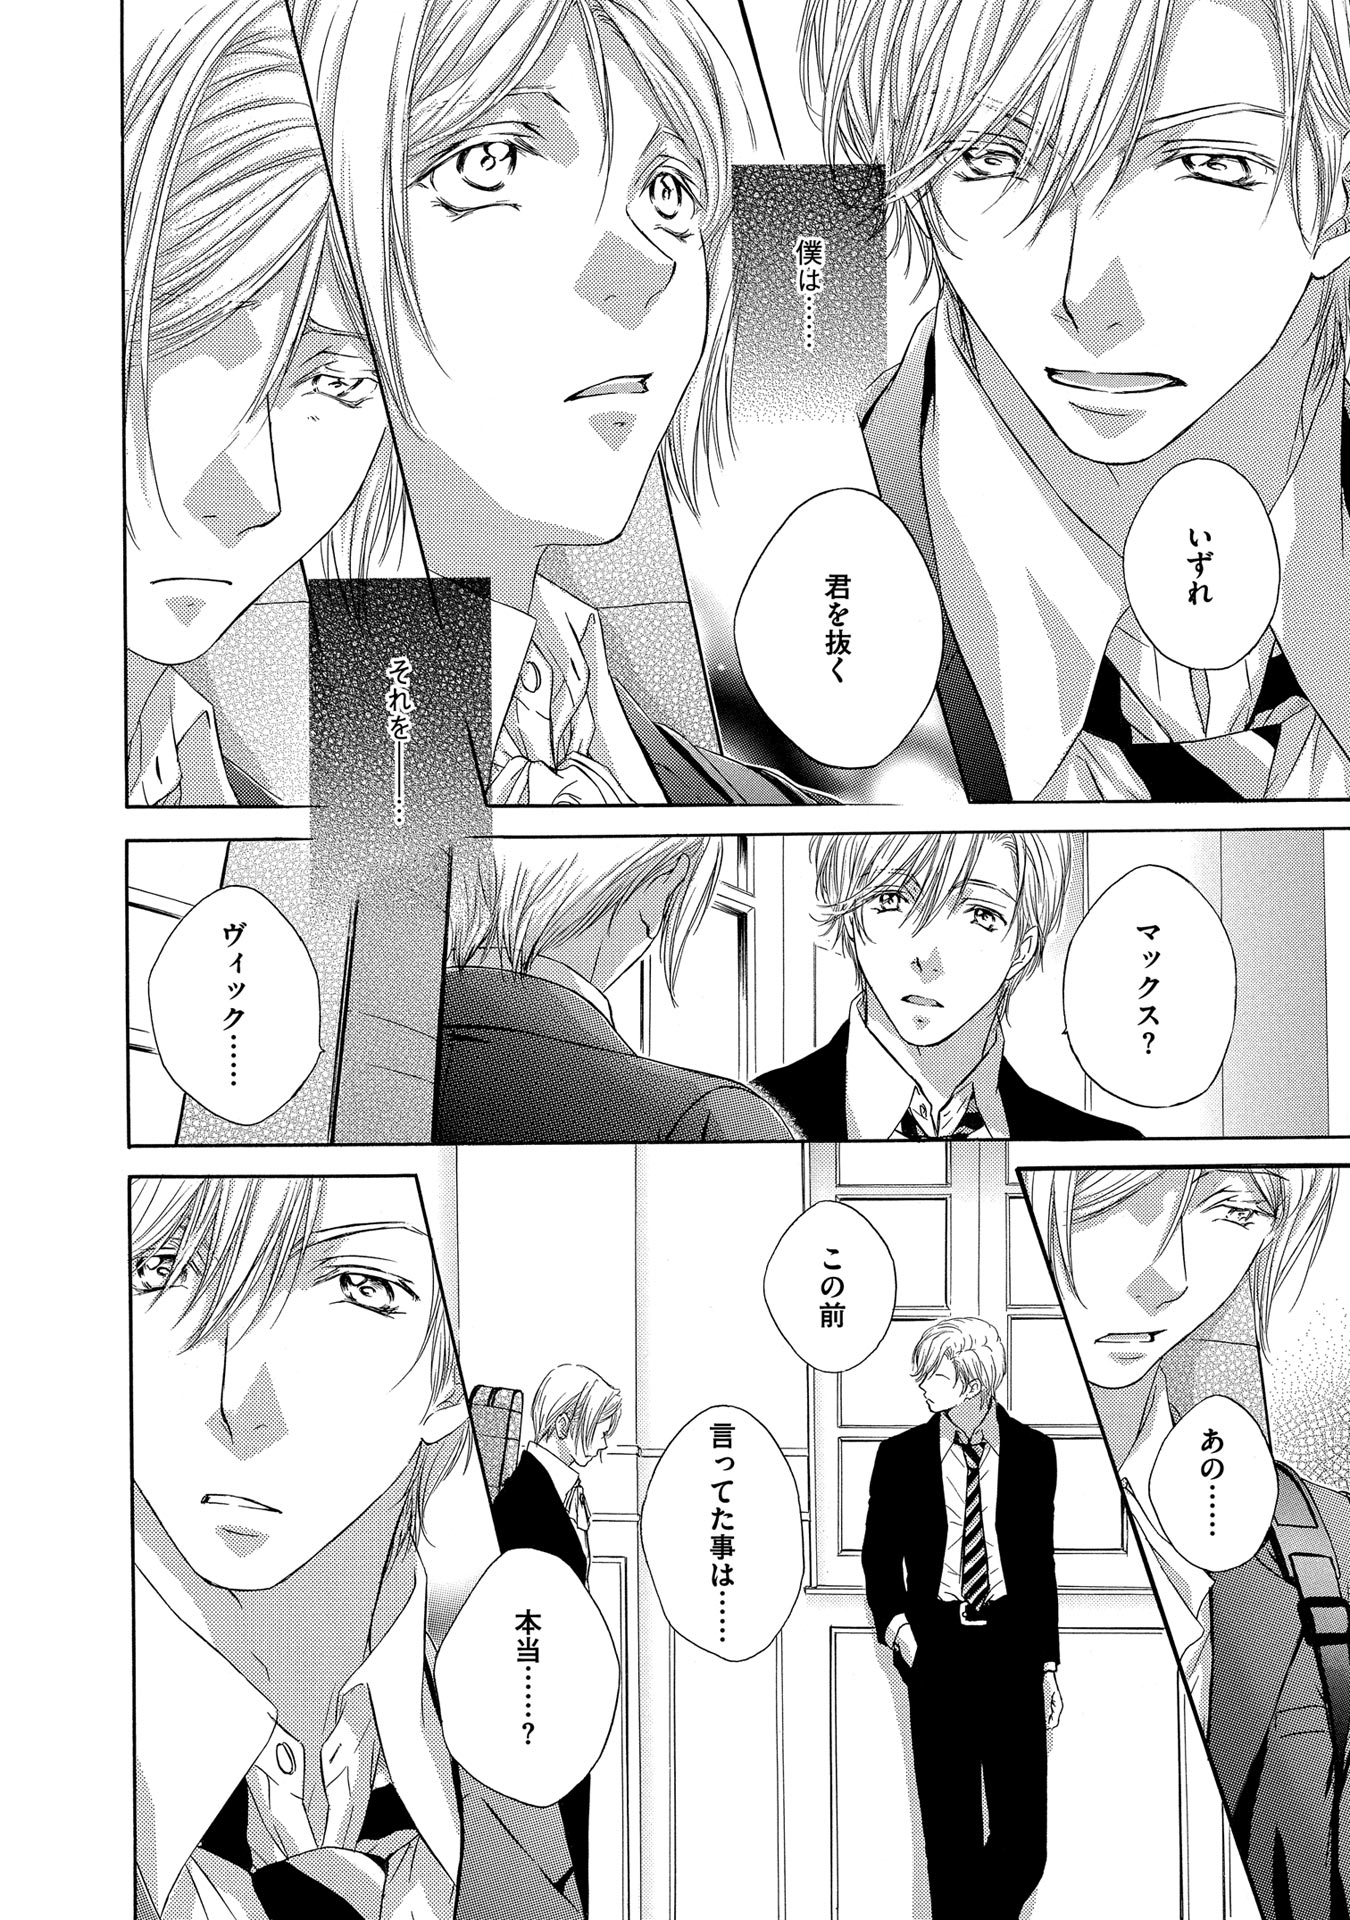 いずれ
君を抜く
僕は……
それを――…
マックス?
ヴィック……
あの……
この前
言ってた事は……
本当……?